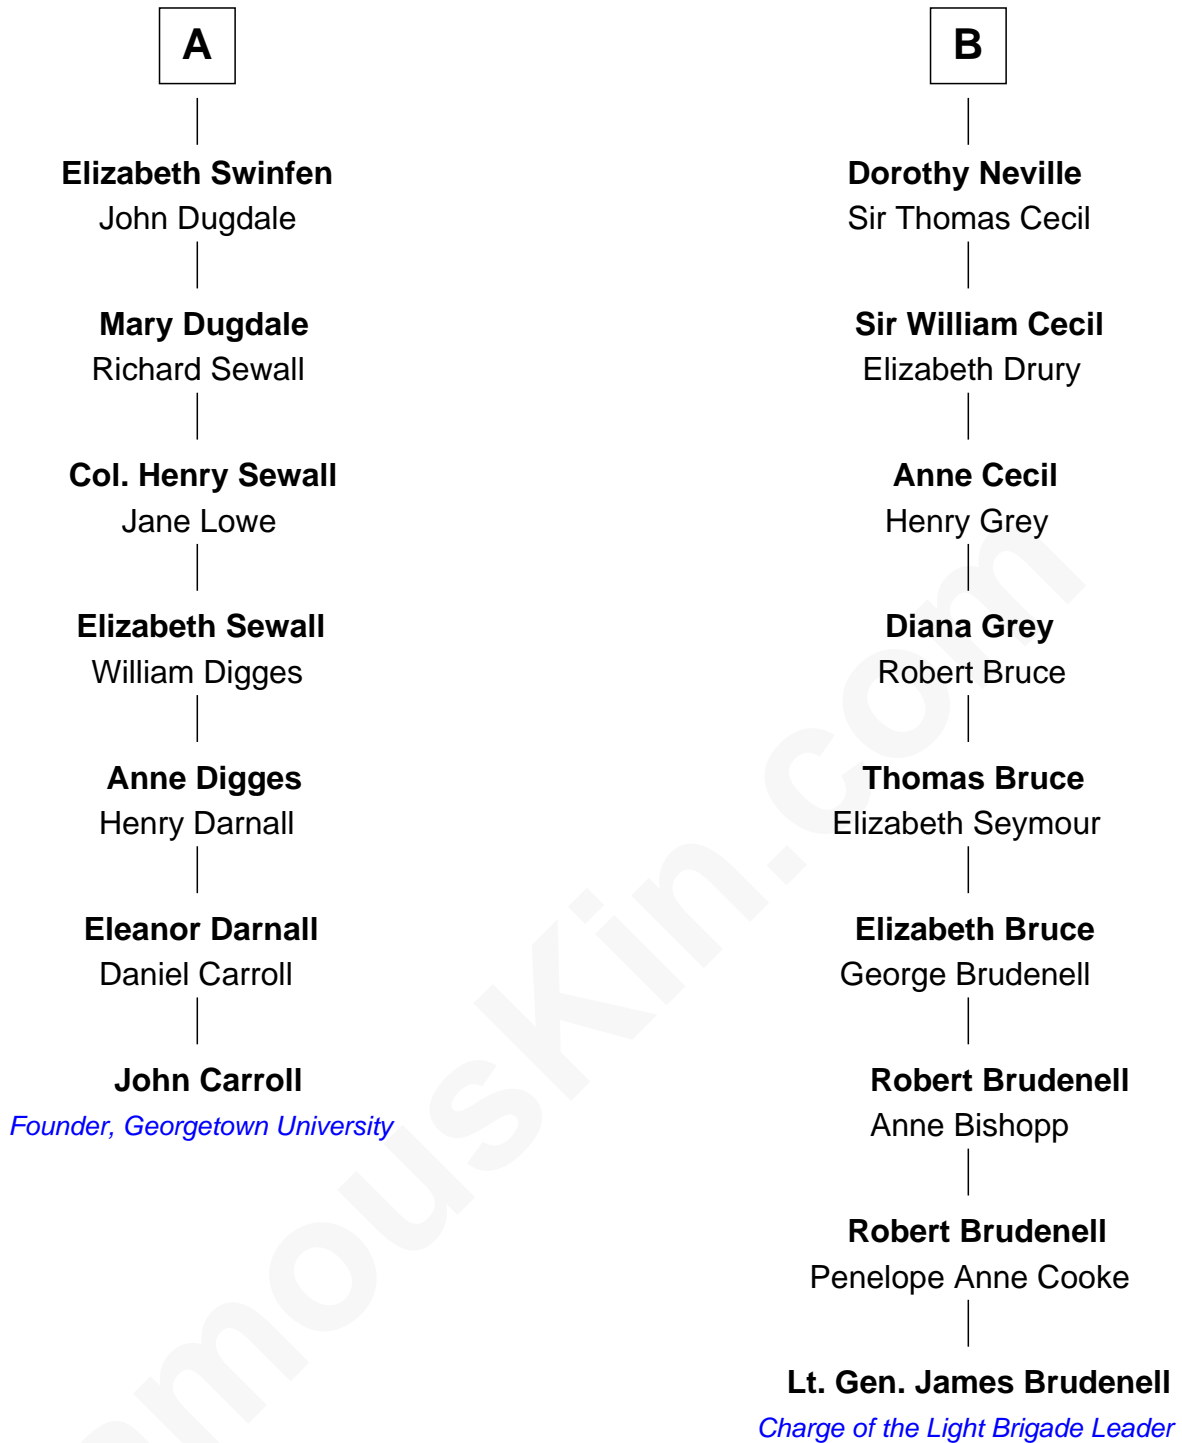 A
Elizabeth Swinfen
John Dugdale
Mary Dugdale
Richard Sewall
Col. Henry Sewall
Jane Lowe
Elizabeth Sewall
William Digges
Anne Digges
Henry Darnall
Eleanor Darnall
Daniel Carroll
John Carroll
Founder, Georgetown University
B
Dorothy Neville
Sir Thomas Cecil
Sir William Cecil
Elizabeth Drury
Anne Cecil
Henry Grey
Diana Grey
Robert Bruce
Thomas Bruce
Elizabeth Seymour
Elizabeth Bruce
George Brudenell
Robert Brudenell
Anne Bishopp
Robert Brudenell
Penelope Anne Cooke
Lt. Gen. James Brudenell
Charge of the Light Brigade Leader
amousKin.com